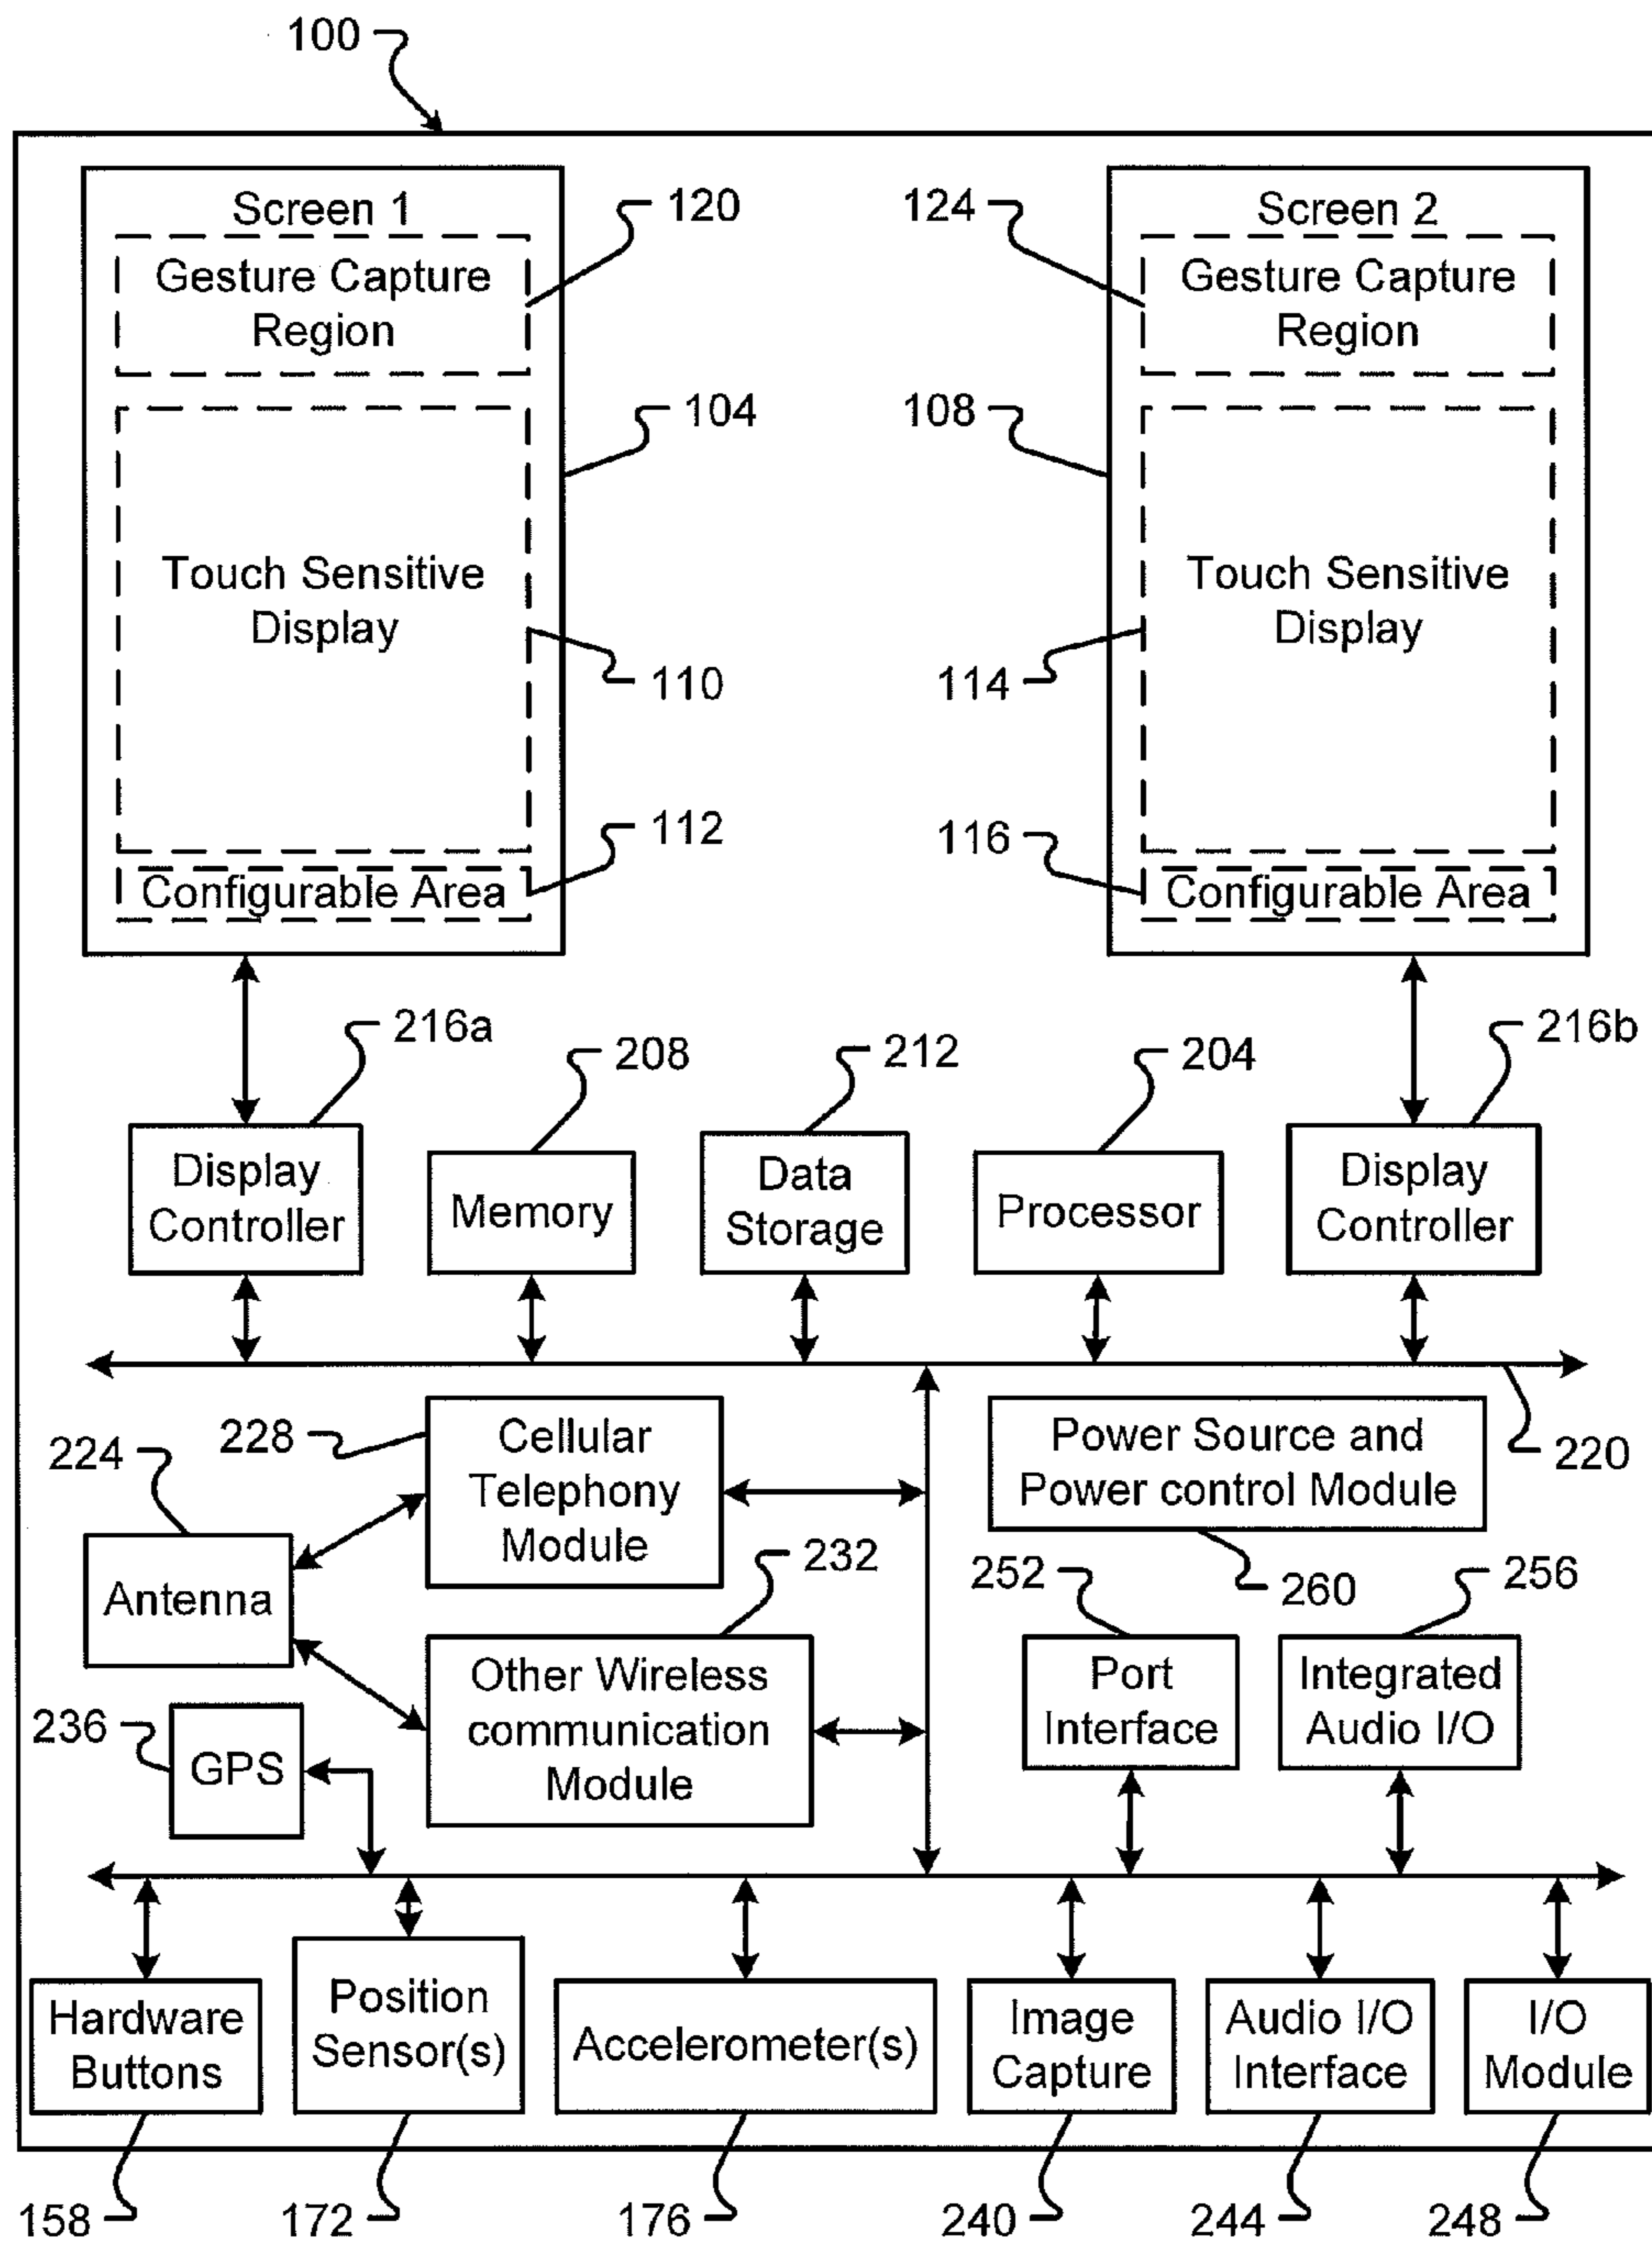 100
Screen 1
120
124
Screen 2
Gesture Capture
Region
Gesture Capture
Region
104
108
Touch Sensitive
Display
Touch Sensitive
Display
110
114
112
116
Configurable Area
Configurable Area
216a
208
212
204
216b
Display
Controller
Memory
Data
Storage
Processor
Display
Controller
228
Cellular
Telephony
Module
Power Source and
Power control Module
220
224
232
252
260
256
Antenna
Other Wireless
communication
Module
Port
Interface
Integrated
Audio I/O
236
GPS
Hardware
Buttons
Position
Sensor(s)
Accelerometer(s)
Image
Capture
Audio I/O
Interface
I/O
Module
158
172
176
240
244
248